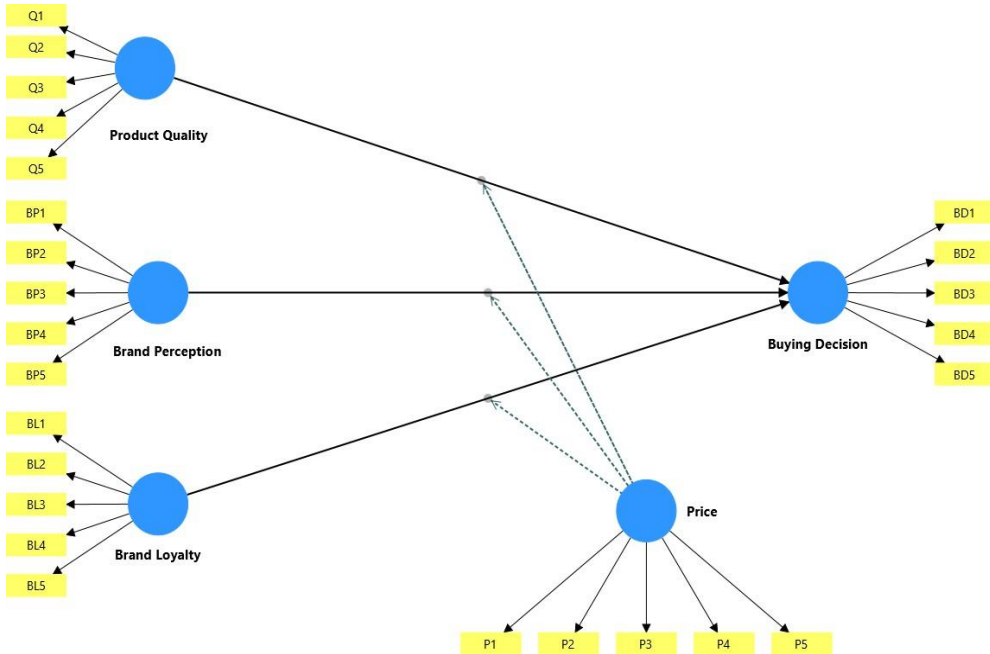 Q1
Q2
Q3
Q4
Q5
Product Quality
BP1
BP2
BP3
BP4
BP5
Brand Perception
BL1
BL2
BL3
BL4
BL5
Brand Loyalty
BD1
BD2
BD3
BD4
BD5
Buying Decision
Price
P1
P2
P3
P4
P5